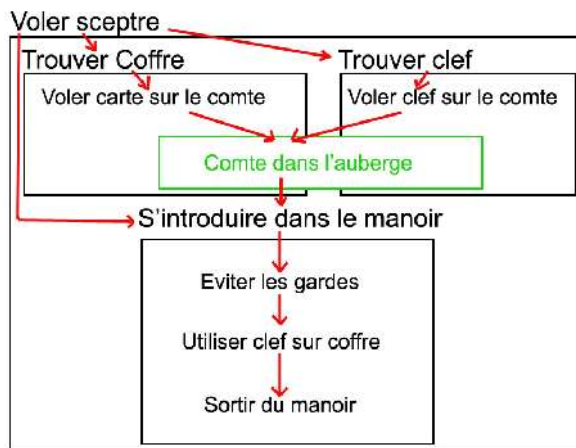 Voler sceptre
Trouver Coffre
Trouver clef
Voler carte sur le comte
Voler clef sur le comte
Comte dans l'auberge
S'introduire dans le manoir
Eviter les gardes
Utiliser clef sur coffre
Sortir du manoir